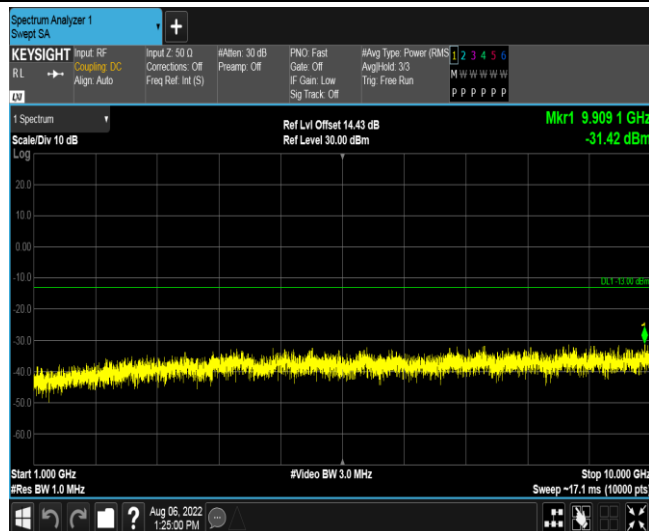 Spectrum Analyzer 1
Swept SA
+
KEYSIGHT
RL
Input: RF
Coupling: DC
Align: Auto
Input Z: 50 Ω
Corrections: Off
Freq Ref: Int (S)
#Atten: 30 dB
Preamp: Off
PNO: Fast
Gate: Off
IF Gain: Low
Sig Track: Off
#Avg Type: Power (RMS
Avg|Hold: 3/3
Trig: Free Run
1 2 3 4 5 6
M W W W W W
P P P P P P
1 Spectrum
Scale/Div 10 dB
Ref Lvl Offset 14.43 dB
Ref Level 30.00 dBm
Mkr1 9.909 1 GHz
-31.42 dBm
Log
20.0
10.0
0.00
-10.0
DL1 -13.00 dBm
-20.0
-30.0
-40.0
-50.0
-60.0
Start 1.000 GHz
#Res BW 1.0 MHz
#Video BW 3.0 MHz
Stop 10.000 GHz
Sweep ~17.1 ms (10000 pts)
?
Aug 06, 2022
1:25:00 PM